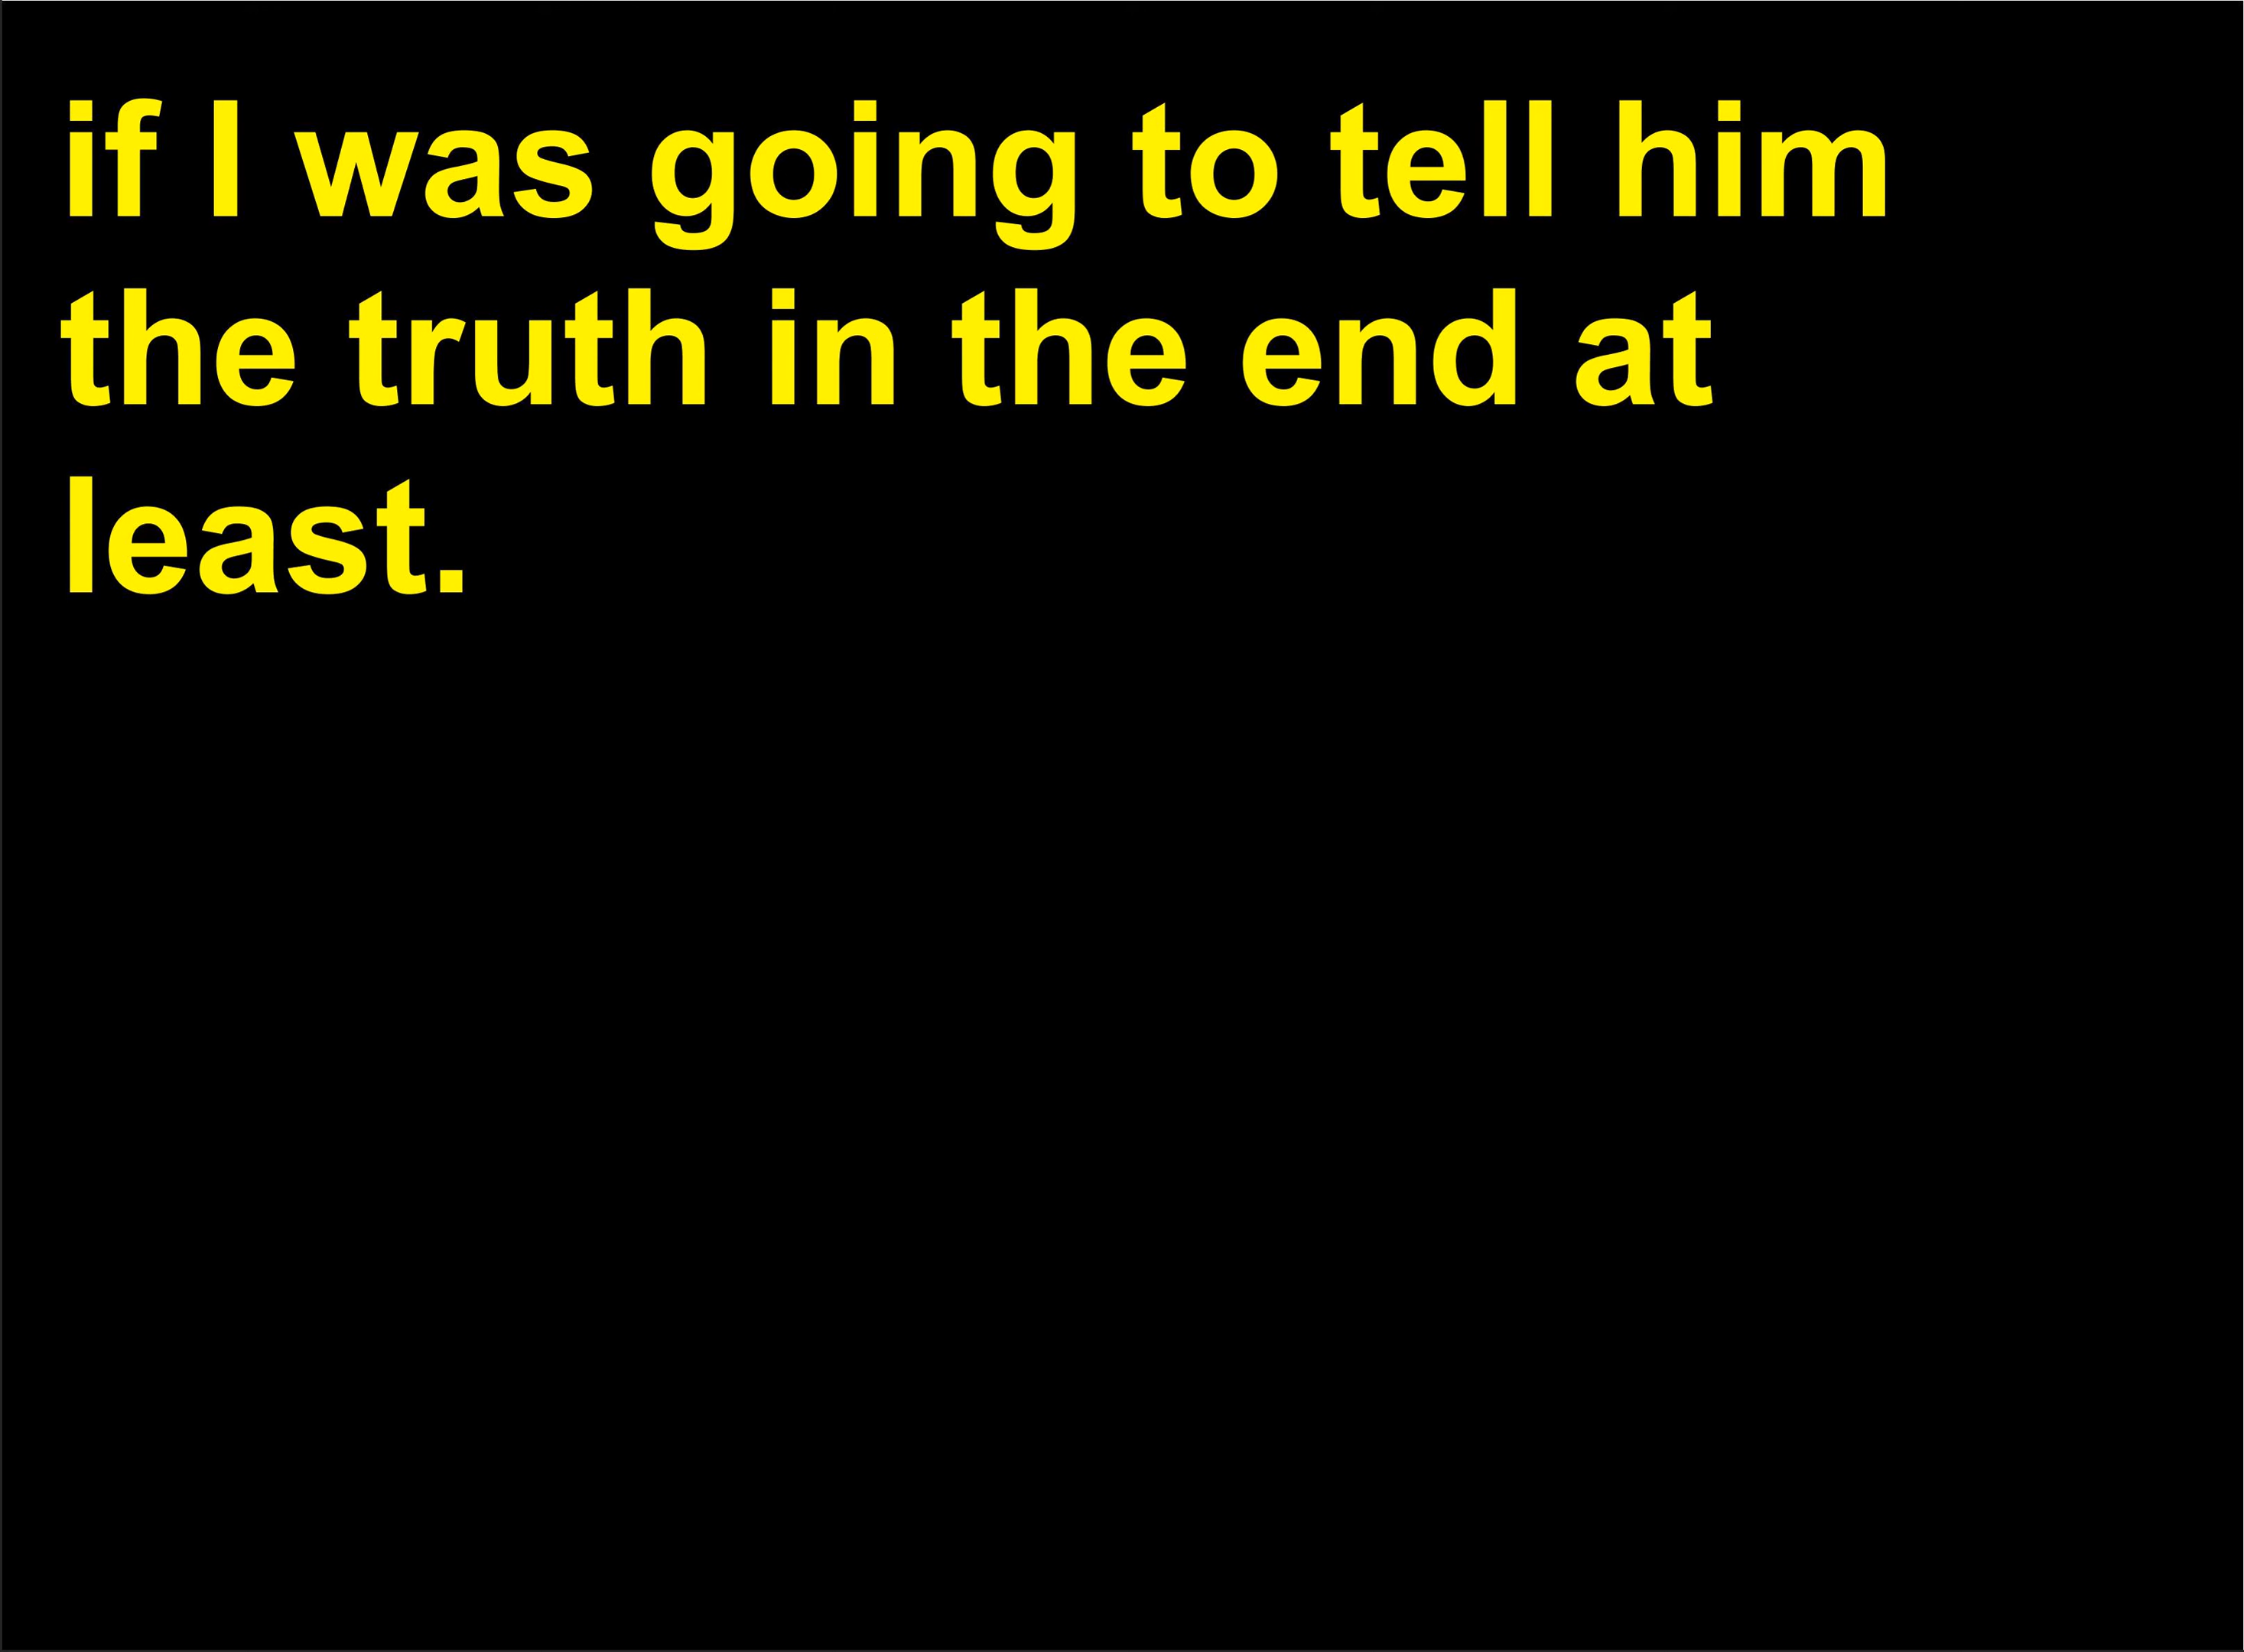 if I was going to tell him
the truth in the end at
least.